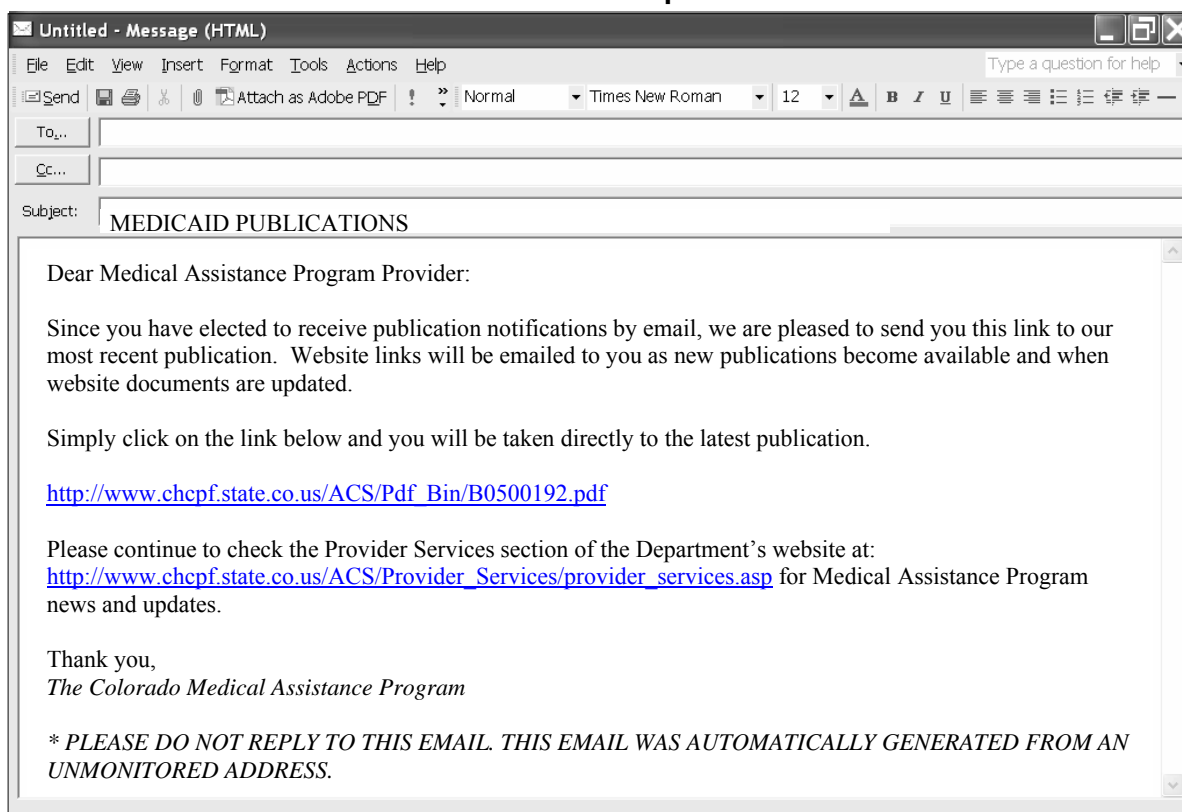 Untitled - Message (HTML)
File Edit View Insert Format Tools Actions Help Type a question for help
Send Attach as Adobe PDF ! Normal Times New Roman 12 A B I U
To...
Cc...
Subject: MEDICAID PUBLICATIONS
Dear Medical Assistance Program Provider:
Since you have elected to receive publication notifications by email, we are pleased to send you this link to our
most recent publication. Website links will be emailed to you as new publications become available and when
website documents are updated.
Simply click on the link below and you will be taken directly to the latest publication.
http://www.chcpf.state.co.us/ACS/Pdf_Bin/B0500192.pdf
Please continue to check the Provider Services section of the Department's website at:
http://www.chcpf.state.co.us/ACS/Provider_Services/provider_services.asp for Medical Assistance Program
news and updates.
Thank you,
The Colorado Medical Assistance Program
* PLEASE DO NOT REPLY TO THIS EMAIL. THIS EMAIL WAS AUTOMATICALLY GENERATED FROM AN
UNMONITORED ADDRESS.